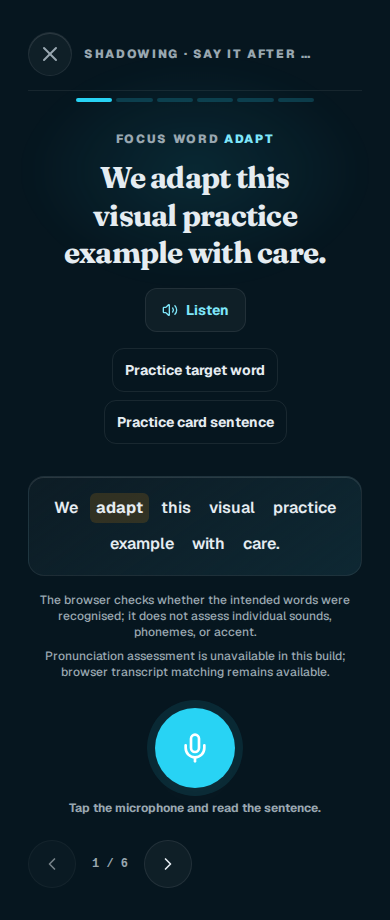 SHADOWING · SAY IT AFTER …
FOCUS WORD ADAPT
We adapt this
visual practice
example with care.
Listen
Practice target word
Practice card sentence
We adapt this visual practice
example with care.
The browser checks whether the intended words were
recognised; it does not assess individual sounds,
phonemes, or accent.
Pronunciation assessment is unavailable in this build;
browser transcript matching remains available.
Tap the microphone and read the sentence.
1 / 6